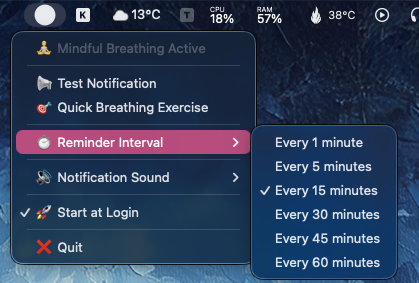 K
13°C
T
CPU
18%
RAM
57%
38°C
Mindful Breathing Active
Test Notification
Quick Breathing Exercise
Reminder Interval
Notification Sound
Start at Login
Quit
Every 1 minute
Every 5 minutes
Every 15 minutes
Every 30 minutes
Every 45 minutes
Every 60 minutes